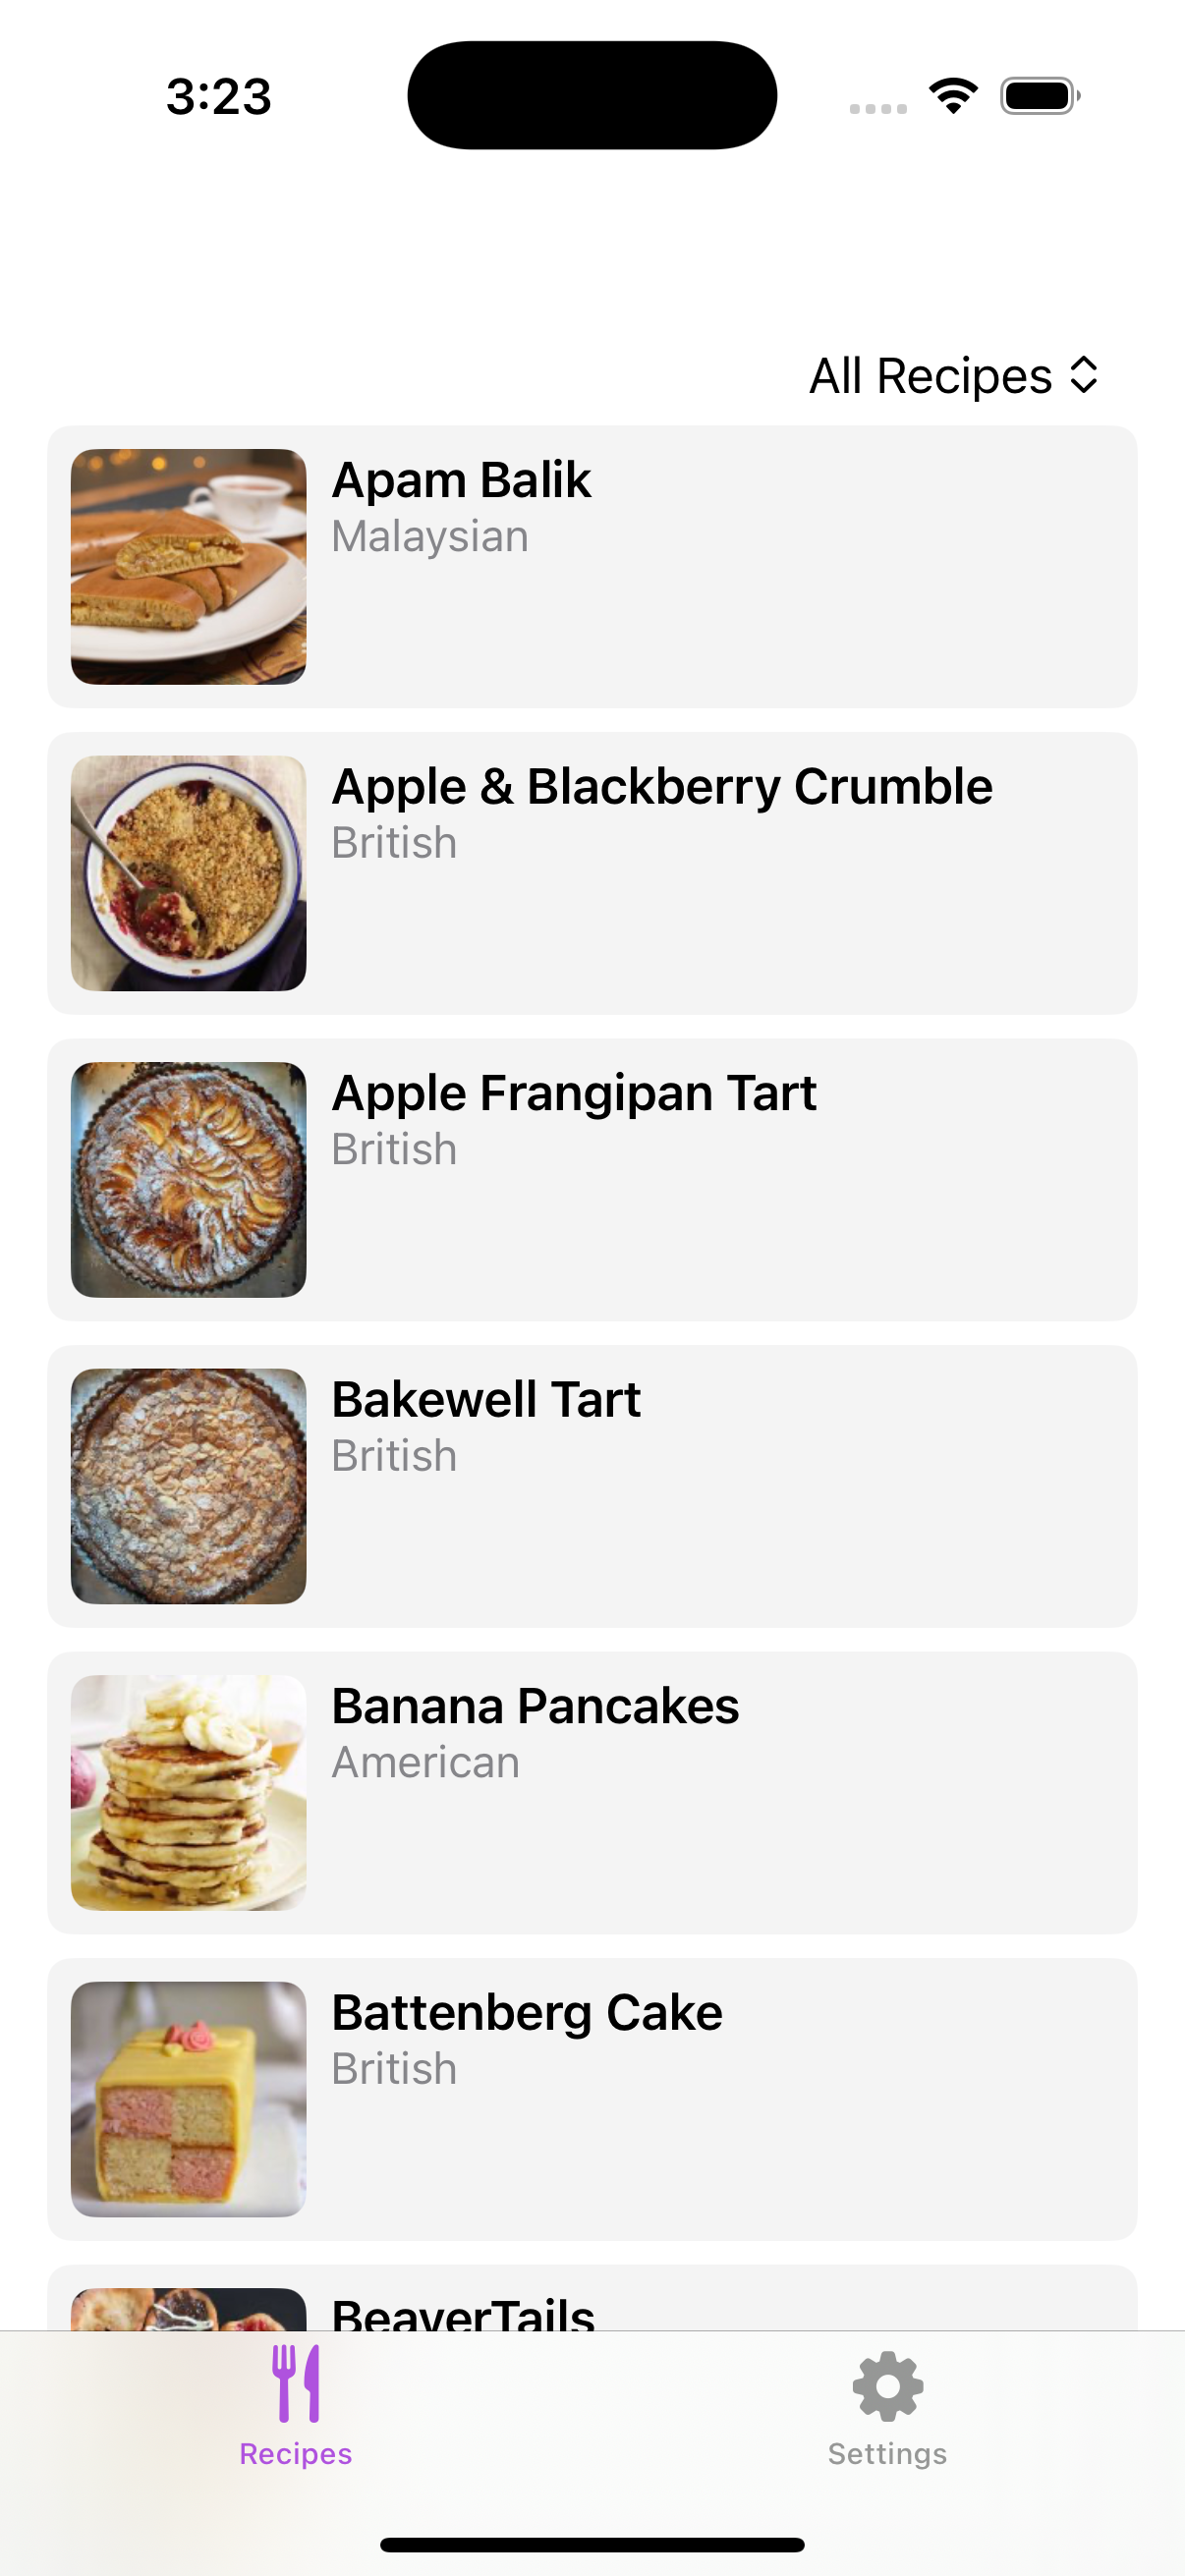 3:23
All Recipes
Apam Balik
Malaysian
Apple & Blackberry Crumble
British
Apple Frangipan Tart
British
Bakewell Tart
British
Banana Pancakes
American
Battenberg Cake
British
BeaverTails
Recipes
Settings